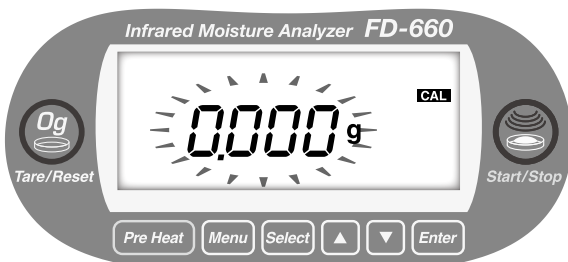 Infrared Moisture Analyzer FD-660
CAL
0.000 g
0g
Tare/Reset
Start/Stop
Pre Heat Menu Select ▲ ▼ Enter